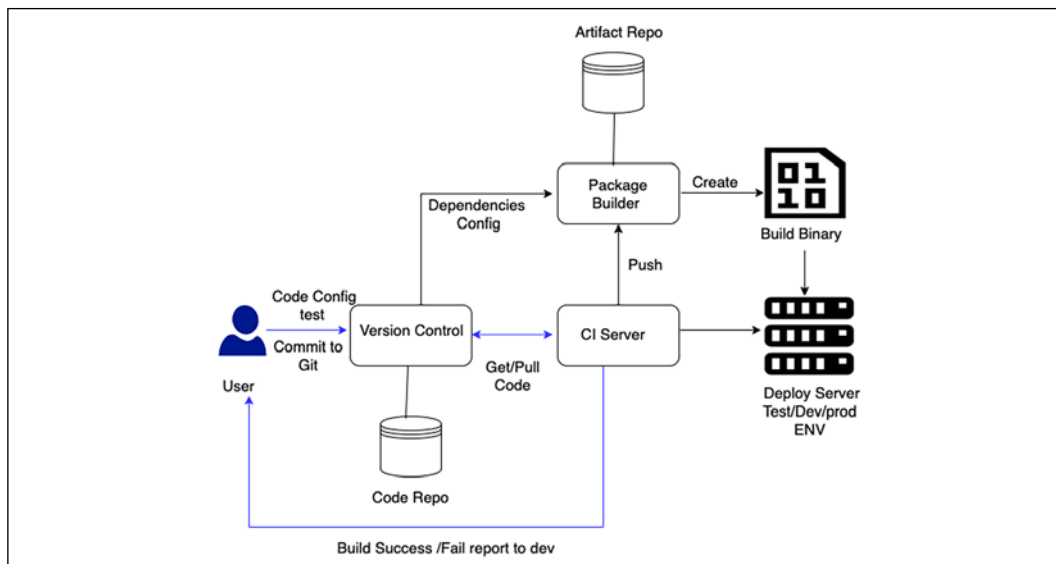 Artifact Repo
Package
Builder
Create
01
10
Build Binary
Dependencies
Config
Push
Code Config
test
Commit to
Git
User
Version Control
Get/Pull
Code
CI Server
Deploy Server
Test/Dev/prod
ENV
Code Repo
Build Success /Fail report to dev